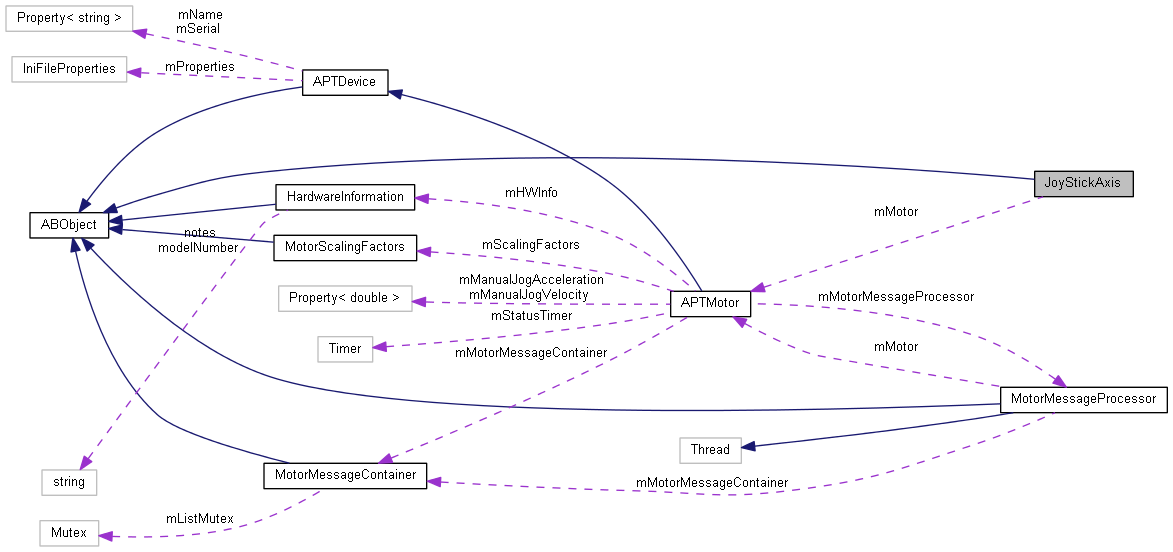 mName
mSerial
Property< string >
IniFileProperties
mProperties
APTDevice
JoyStickAxis
HardwareInformation
mHWInfo
mMotor
ABObject
notes
modelNumber
MotorScalingFactors
mScalingFactors
mManualJogAcceleration
mManualJogVelocity
Property< double >
APTMotor
mMotorMessageProcessor
mStatusTimer
Timer
mMotorMessageContainer
mMotor
MotorMessageProcessor
Thread
MotorMessageContainer
string
mMotorMessageContainer
mListMutex
Mutex